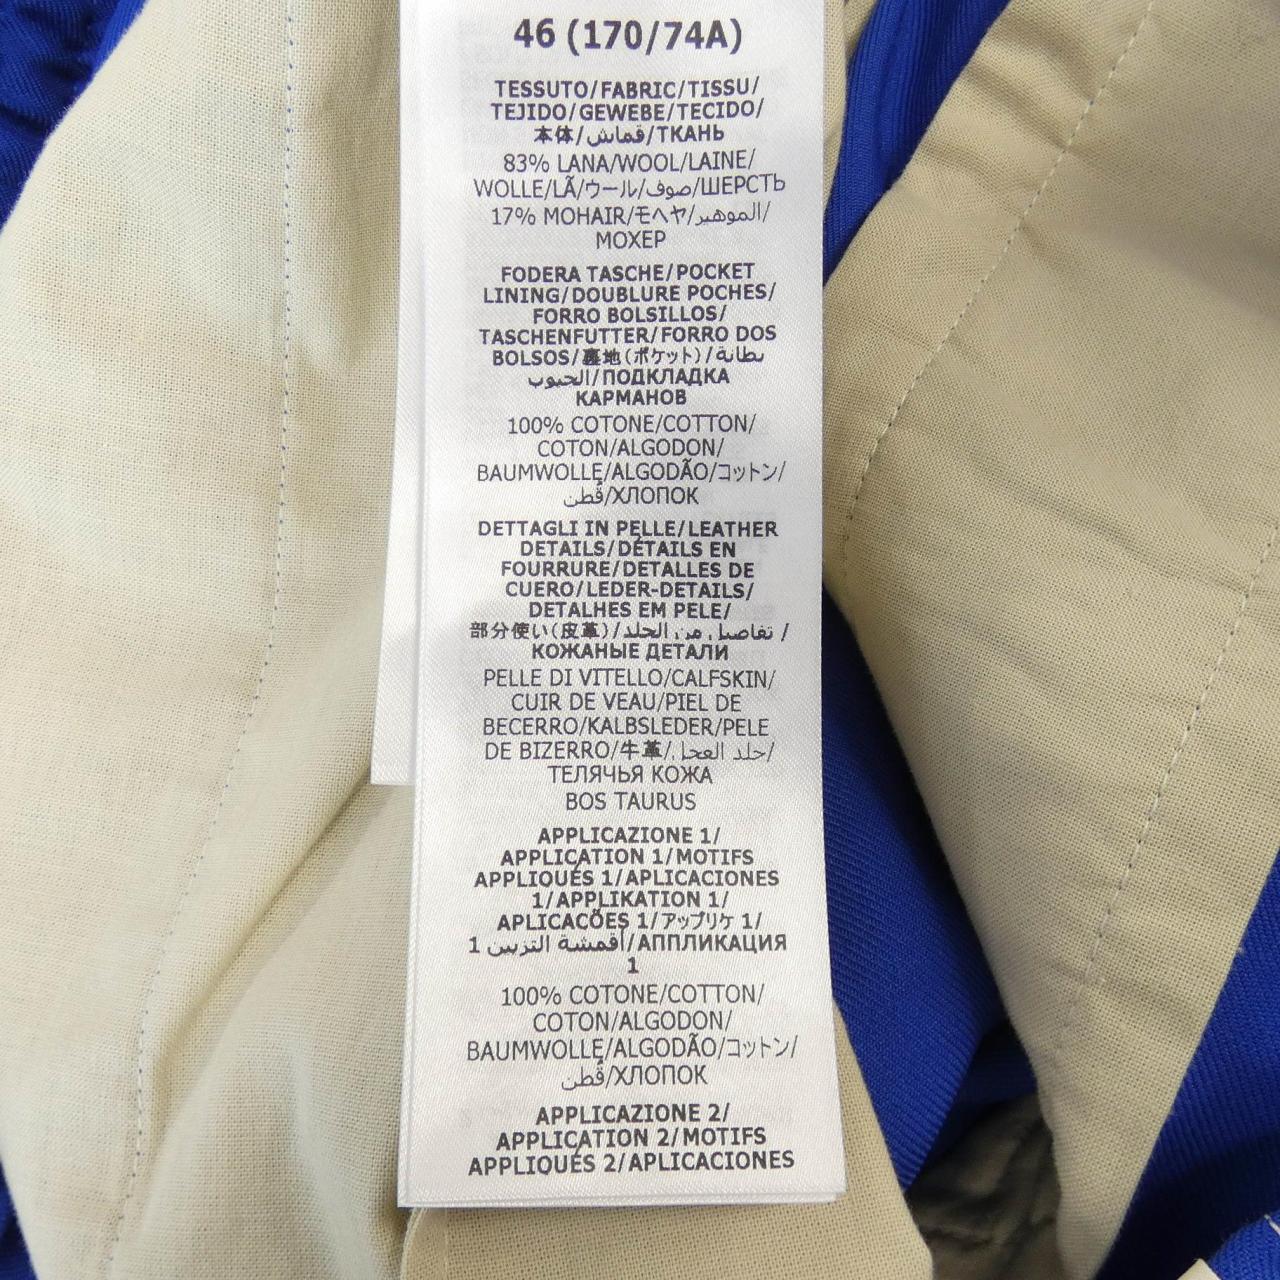 46 (170/74A)
TESSUTO/FABRIC/TISSU/
TEJIDO/GEWEBE/TECIDO/
本体/قماش/ТКАНЬ
83% LANA/WOOL/LAINE/
WOLLE/LÃ/ウール/صوف/ШЕРСТЬ
17% MOHAIR/モヘヤ/الموهير/
МОХЕР
FODERA TASCHE/POCKET
LINING/DOUBLURE POCHES/
FORRO BOLSILLOS/
TASCHENFUTTER/FORRO DOS
BOLSOS/裏地(ポケット)/بطانة
الجيوب/ПОДКЛАДКА
КАРМАНОВ
100% COTONE/COTTON/
COTON/ALGODON/
BAUMWOLLE/ALGODÃO/コットン/
قُطن/ХЛОПОК
DETTAGLI IN PELLE/LEATHER
DETAILS/DÉTAILS EN
FOURRURE/DETALLES DE
CUERO/LEDER-DETAILS/
DETALHES EM PELE/
部分使い(皮革)/تفاصيل من الجلد /
КОЖАНЫЕ ДЕТАЛИ
PELLE DI VITELLO/CALFSKIN/
CUIR DE VEAU/PIEL DE
BECERRO/KALBSLEDER/PELE
DE BIZERRO/牛革/جلد العجل/
ТЕЛЯЧЬЯ КОЖА
BOS TAURUS
APPLICAZIONE 1/
APPLICATION 1/MOTIFS
APPLIQUÉS 1/APLICACIONES
1/APPLIKATION 1/
APLICACÕES 1/アップリケ 1/
أقمشة التزيين 1/АППЛИКАЦИЯ
1
100% COTONE/COTTON/
COTON/ALGODON/
BAUMWOLLE/ALGODÃO/コットン/
قُطن/ХЛОПОК
APPLICAZIONE 2/
APPLICATION 2/MOTIFS
APPLIQUÉS 2/APLICACIONES